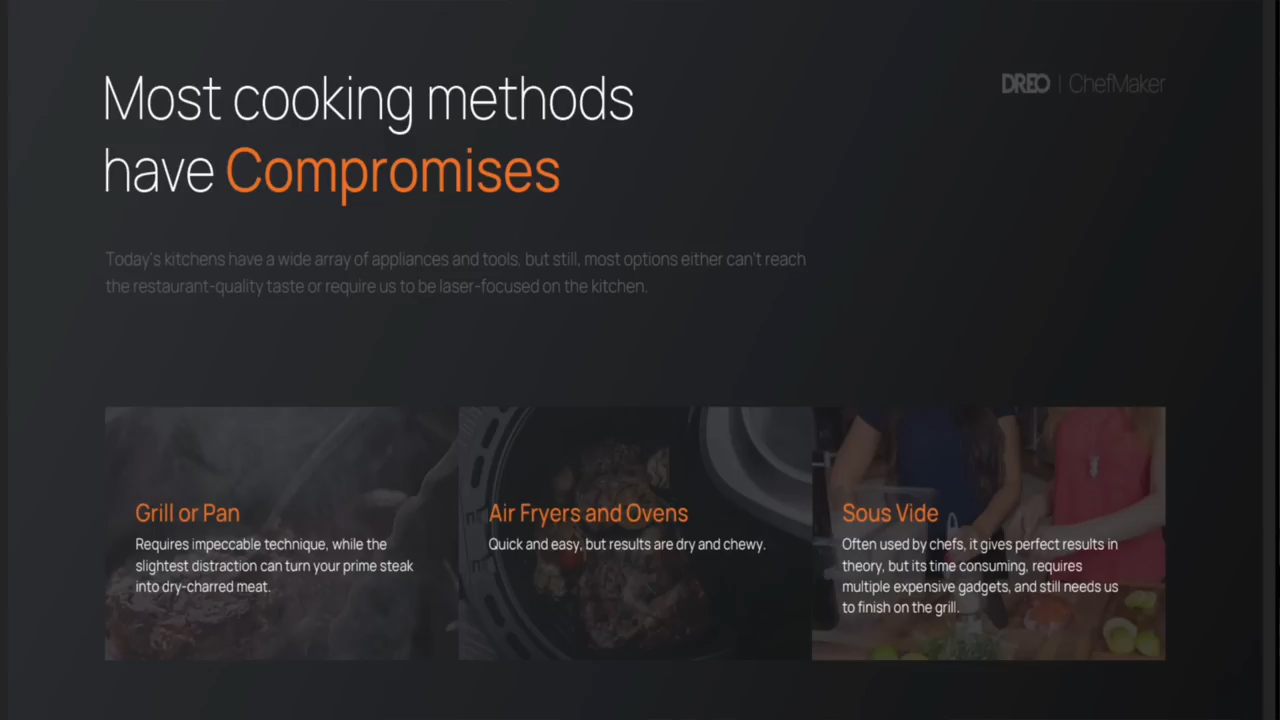 Most cooking methods
have Compromises
DREO | ChefMaker
Today's kitchens have a wide array of appliances and tools, but still, most options either can't reach
the restaurant-quality taste or require us to be laser-focused on the kitchen.
Grill or Pan
Requires impeccable technique, while the
slightest distraction can turn your prime steak
into dry-charred meat.
Air Fryers and Ovens
Quick and easy, but results are dry and chewy.
Sous Vide
Often used by chefs, it gives perfect results in
theory, but its time consuming, requires
multiple expensive gadgets, and still needs us
to finish on the grill.